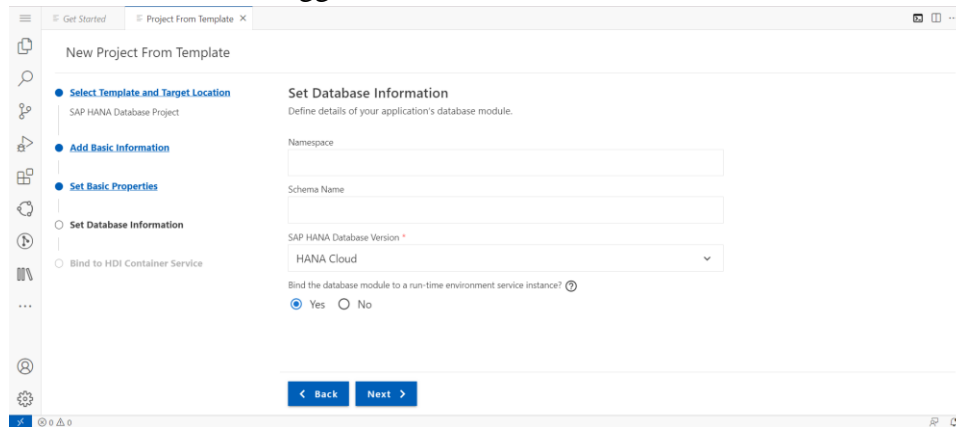 Get Started
Project From Template
New Project From Template
Select Template and Target Location
SAP HANA Database Project
Add Basic Information
Set Basic Properties
Set Database Information
Bind to HDI Container Service
Set Database Information
Define details of your application's database module.
Namespace
Schema Name
SAP HANA Database Version *
HANA Cloud
Bind the database module to a run-time environment service instance?
Yes No
Back Next
0 0